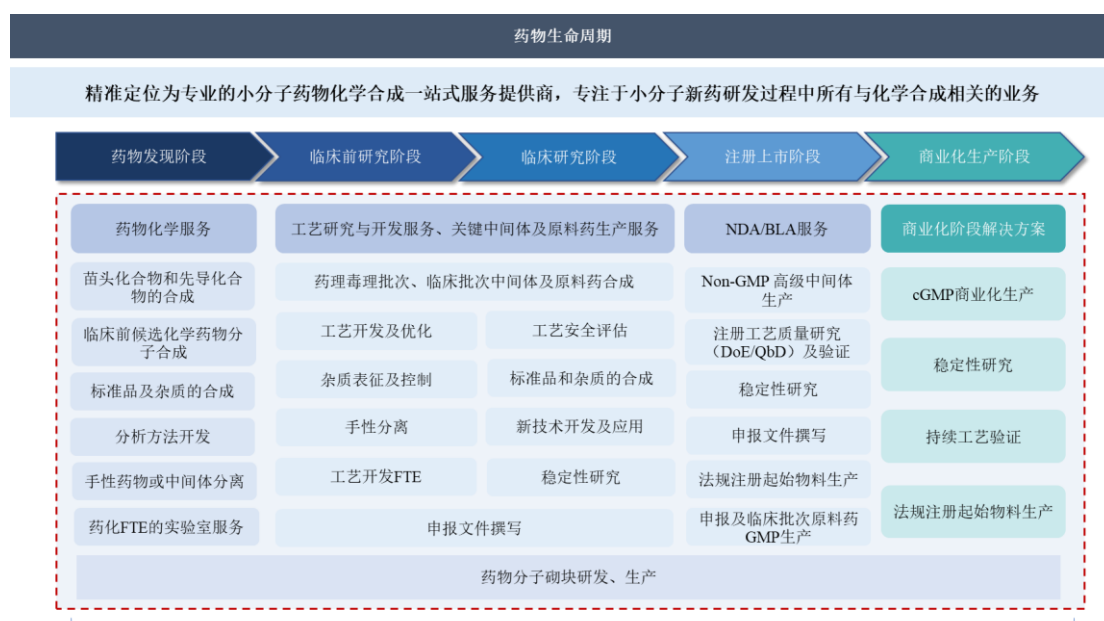 药物生命周期
精准定位为专业的小分子药物化学合成一站式服务提供商，专注于小分子新药研发过程中所有与化学合成相关的业务
药物发现阶段
临床前研究阶段
临床研究阶段
注册上市阶段
商业化生产阶段
药物化学服务
工艺研究与开发服务、关键中间体及原料药生产服务
NDA/BLA服务
商业化阶段解决方案
苗头化合物和先导化合
物的合成
临床前候选化学药物分
子合成
标准品及杂质的合成
分析方法开发
手性药物或中间体分离
药化FTE的实验室服务
药理毒理批次、临床批次中间体及原料药合成
工艺开发及优化
工艺安全评估
杂质表征及控制
标准品和杂质的合成
手性分离
新技术开发及应用
工艺开发FTE
稳定性研究
申报文件撰写
Non-GMP 高级中间体
生产
注册工艺质量研究
（DoE/QbD）及验证
稳定性研究
申报文件撰写
法规注册起始物料生产
申报及临床批次原料药
GMP生产
cGMP商业化生产
稳定性研究
持续工艺验证
法规注册起始物料生产
药物分子砌块研发、生产